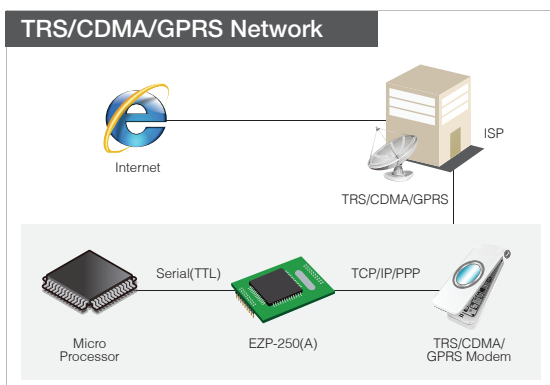 TRS/CDMA/GPRS Network
Internet
ISP
TRS/CDMA/GPRS
Serial(TTL)
TCP/IP/PPP
Micro
Processor
EZP-250(A)
TRS/CDMA/
GPRS Modem